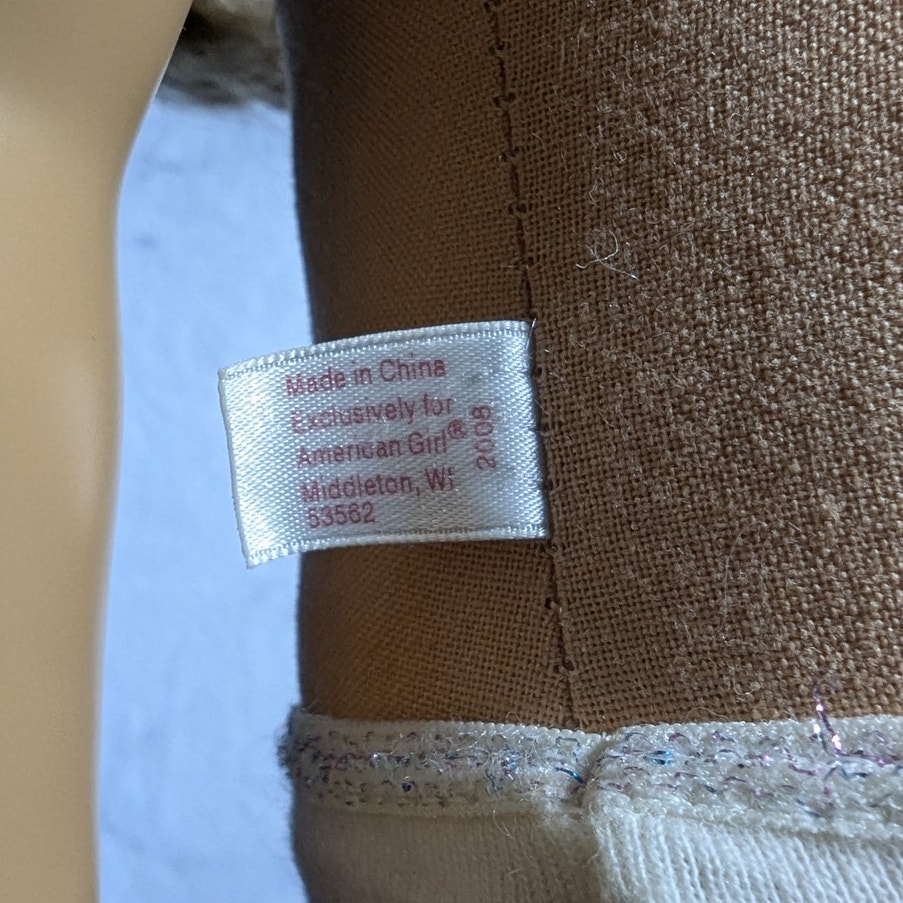 Made in China
Exclusively for
American Girl®
Middleton, WI
53562
2008